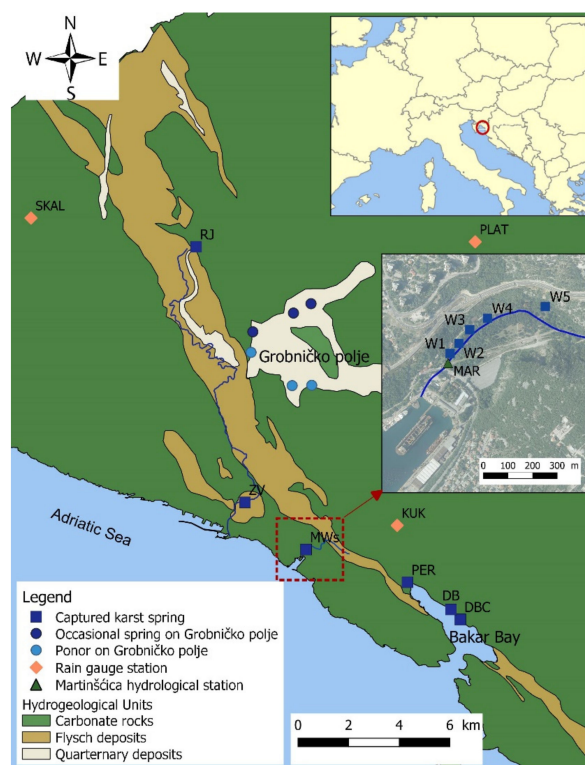 N
W E
S
SKAL
RJ
PLAT
Grobničko polje
W5
W4
W3
W1
W2
MAR
0 100 200 300
m
ZV
Adriatic Sea
MWs
KUK
PER
DB
DBC
Bakar Bay
Legend
Captured karst spring
Occasional spring on Grobničko polje
Ponor on Grobničko polje
Rain gauge station
Martinšćica hydrological station
Hydrogeological Units
Carbonate rocks
Flysch deposits
Quarternary deposits
0 2 4 6 km